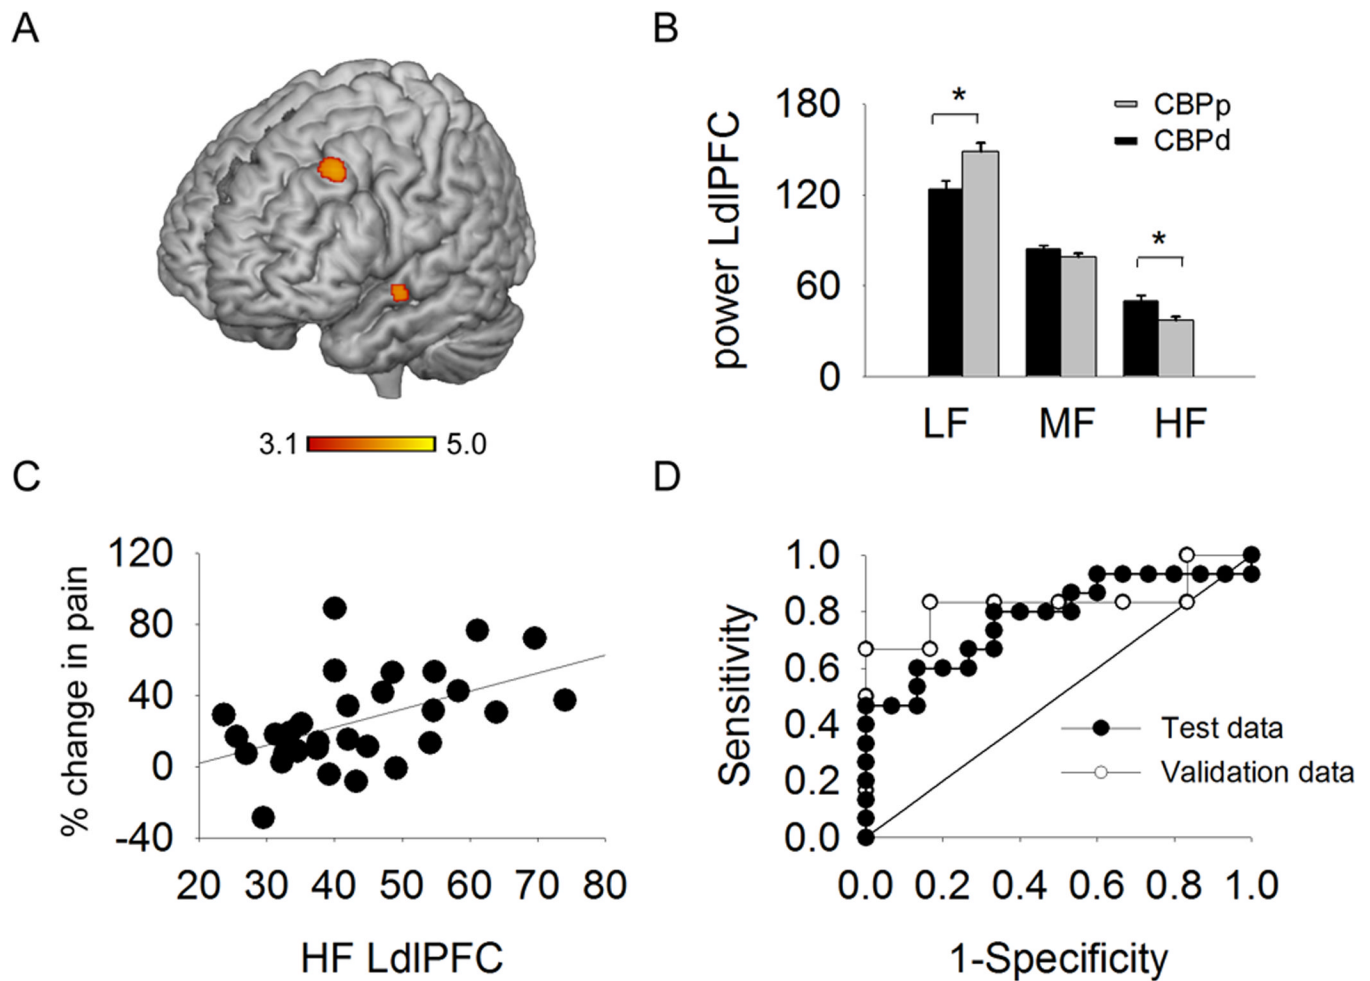 A
3.1 5.0
B
power LdlPFC
180
120
60
0
* *
CBPp
CBPd
LF MF HF
C
% change in pain
120
80
40
0
-40
20 30 40 50 60 70 80
HF LdlPFC
D
Sensitivity
1.0
0.8
0.6
0.4
0.2
0.0
Test data
Validation data
0.0 0.2 0.4 0.6 0.8 1.0
1-Specificity